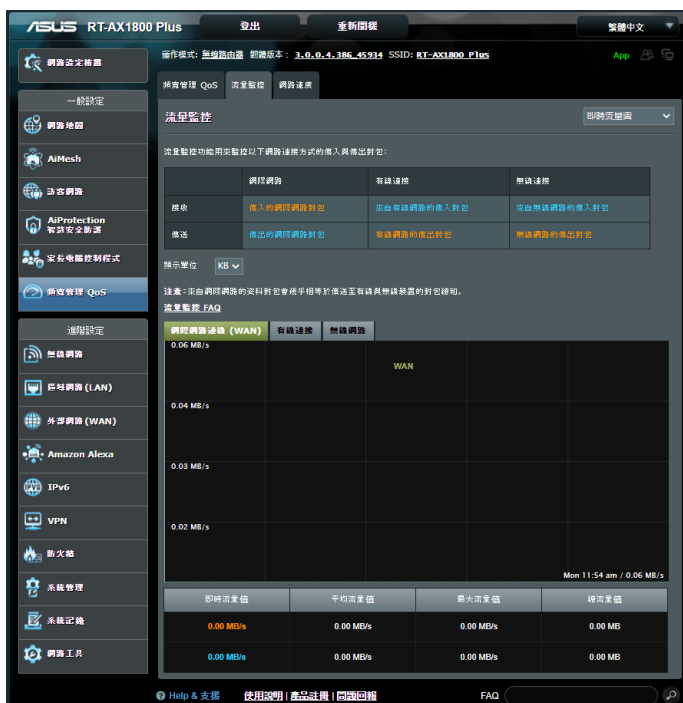 ASUS RT-AX1800 Plus 登出 重新開機 繁體中文
運作模式: 無線路由器 韌體版本: 3.0.0.4.386_45934 SSID: RT-AX1800_Plus App
網路設定精靈
一般設定
網路地圖
AiMesh
訪客網路
AiProtection
智慧安全防護
家長電腦控制程式
頻寬管理 QoS
進階設定
無線網路
區域網路 (LAN)
外部網路 (WAN)
Amazon Alexa
IPv6
VPN
防火牆
系統管理
系統記錄
網路工具
頻寬管理 QoS 流量監控 網路速度
流量監控 即時流量圖
流量監控功能用來監控以下網路連接方式的傳入與傳出封包:
網際網路 有線連接 無線連接
接收 傳入的網際網路封包 來自有線網路的傳入封包 來自無線網路的傳入封包
傳送 傳出的網際網路封包 有線網路的傳出封包 無線網路的傳出封包
顯示單位 KB
注意:來自網際網路的資料封包會幾乎相等於傳送至有線與無線裝置的封包總和。
流量監控 FAQ
網際網路連線 (WAN) 有線連接 無線網路
0.06 MB/s
WAN
0.04 MB/s
0.03 MB/s
0.02 MB/s
Mon 11:54 am / 0.06 MB/s
即時流量值 平均流量值 最大流量值 總流量值
0.00 MB/s 0.00 MB/s 0.00 MB/s 0.00 MB
0.00 MB/s 0.00 MB/s 0.00 MB/s 0.00 MB
Help & 支援 使用說明 | 產品註冊 | 問題回報 FAQ